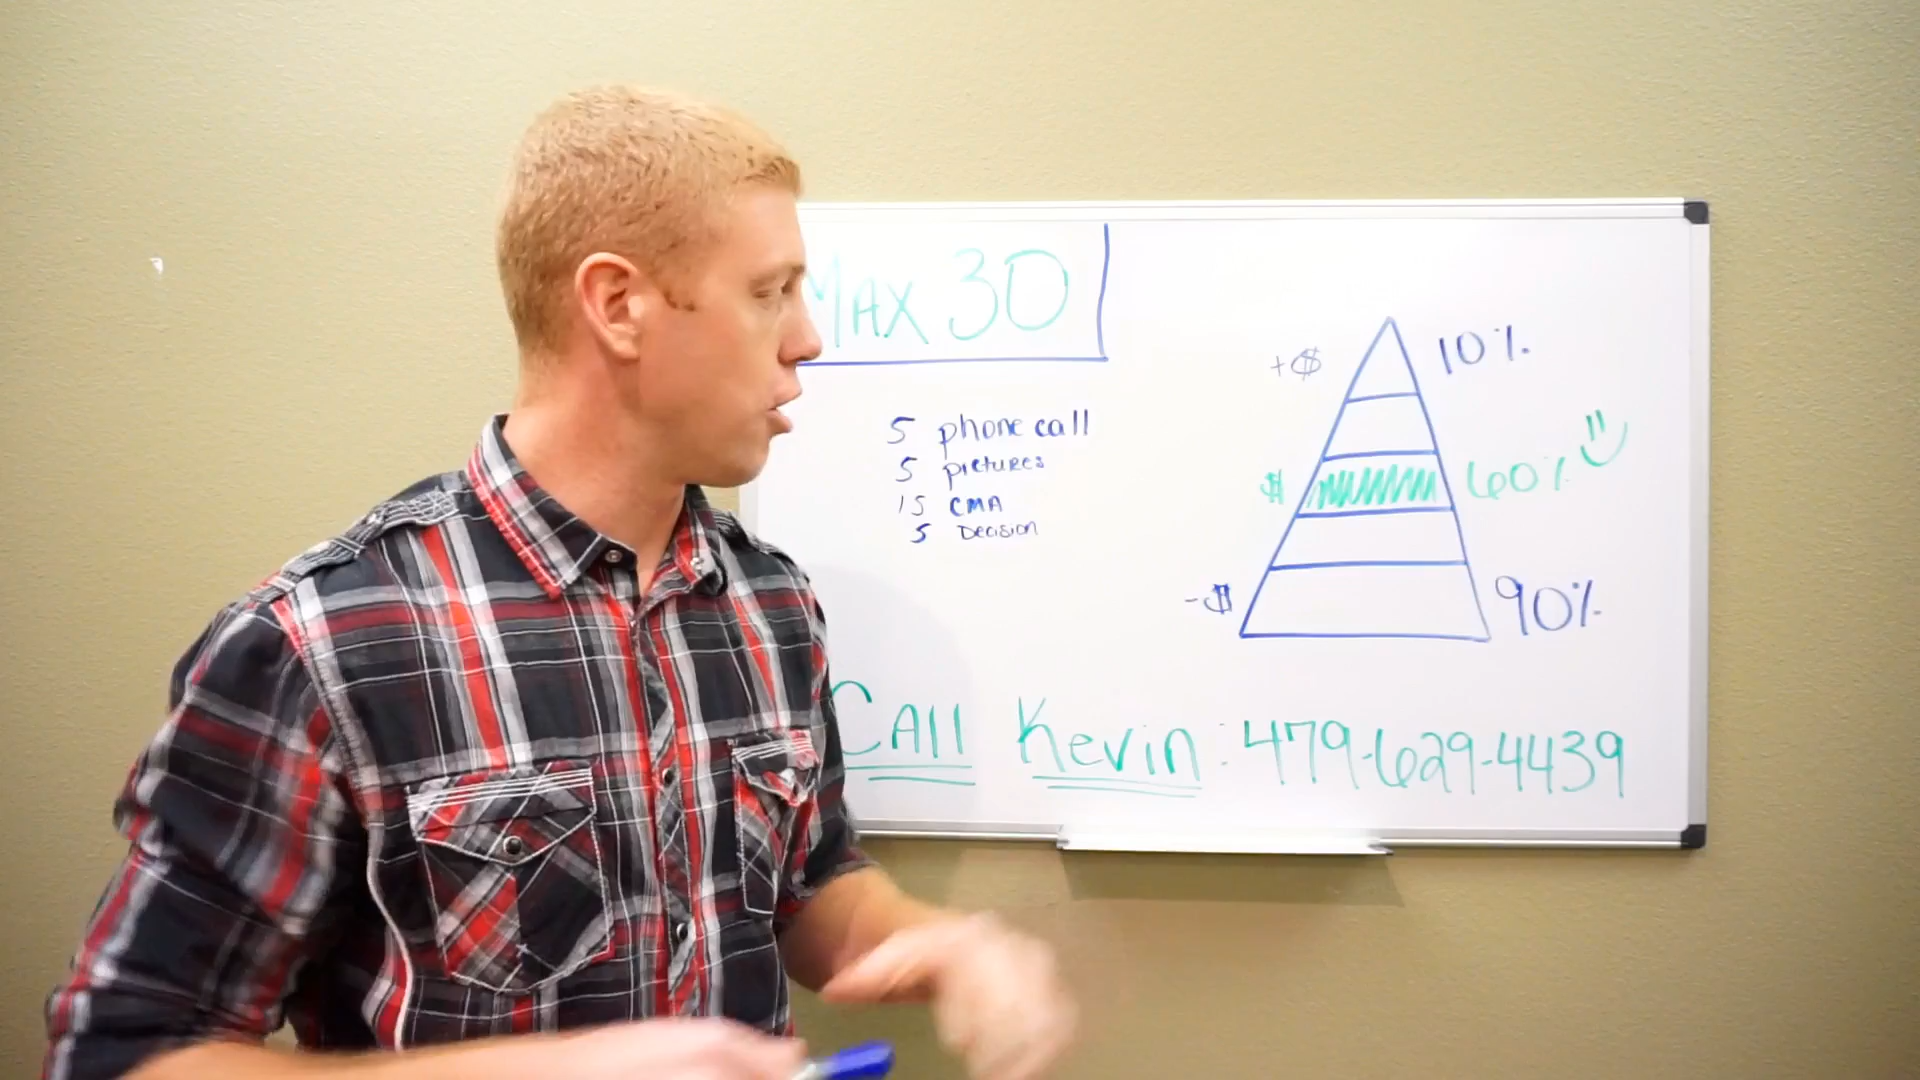 MAX 30
5 phone call
5 pictures
15 CMA
5 Decision
+$ 10%
$ 60%
-$ 90%
CAll Kevin: 479-629-4439